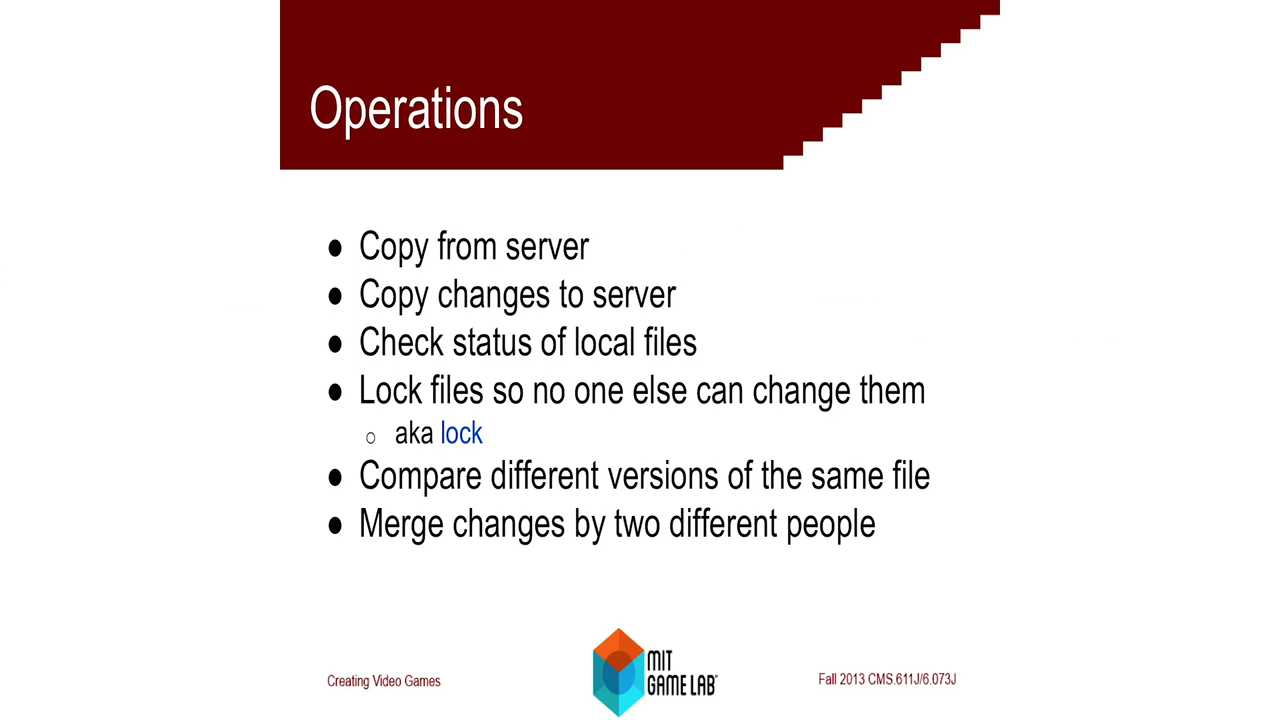 Operations
● Copy from server
● Copy changes to server
● Check status of local files
● Lock files so no one else can change them
○ aka lock
● Compare different versions of the same file
● Merge changes by two different people
Creating Video Games
MIT
GAME LAB
Fall 2013 CMS.611J/6.073J